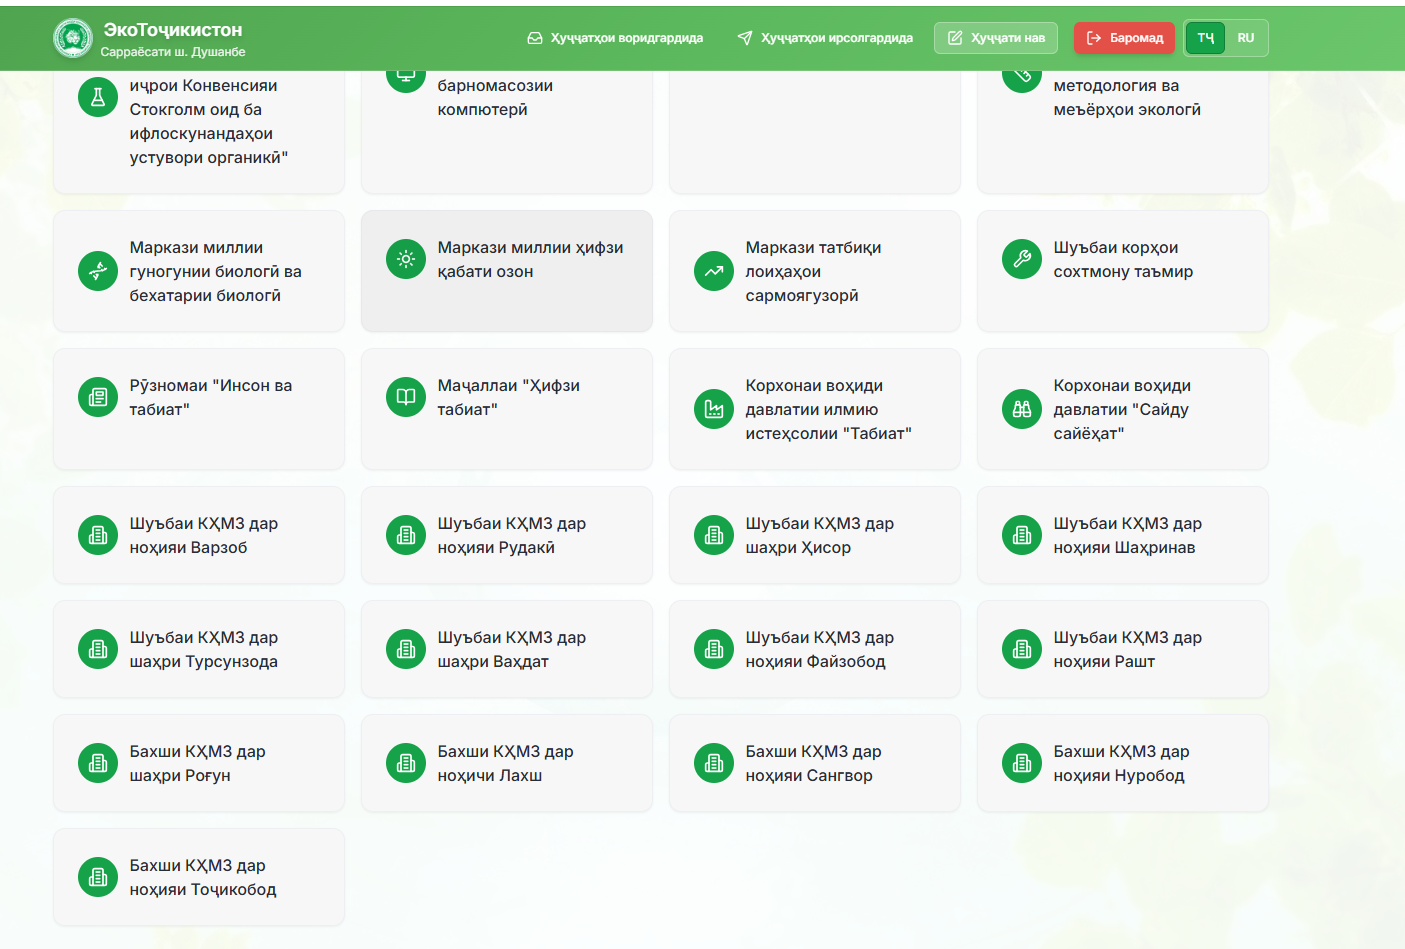 ЭкоТоҷикистон
Сарраёсати ш. Душанбе
Ҳуҷҷатҳои воридгардида
Ҳуҷҷатҳои ирсолгардида
Ҳуҷҷати нав
Баромад
ТҶ
RU
иҷрои Конвенсияи
Стокголм оид ба
ифлоскунандаҳои
устувори органикӣ"
барномасозии
компютерӣ
методология ва
меъёрҳои экологӣ
Маркази миллии
гуногунии биологӣ ва
бехатарии биологӣ
Маркази миллии ҳифзи
қабати озон
Маркази татбиқи
лоиҳаҳои
сармоягузорӣ
Шуъбаи корҳои
сохтмону таъмир
Рӯзномаи "Инсон ва
табиат"
Маҷаллаи "Ҳифзи
табиат"
Корхонаи воҳиди
давлатии илмию
истеҳсолии "Табиат"
Корхонаи воҳиди
давлатии "Сайду
сайёҳат"
Шуъбаи КҲМЗ дар
ноҳияи Варзоб
Шуъбаи КҲМЗ дар
ноҳияи Рудакӣ
Шуъбаи КҲМЗ дар
шаҳри Ҳисор
Шуъбаи КҲМЗ дар
ноҳияи Шаҳринав
Шуъбаи КҲМЗ дар
шаҳри Турсунзода
Шуъбаи КҲМЗ дар
шаҳри Ваҳдат
Шуъбаи КҲМЗ дар
ноҳияи Файзобод
Шуъбаи КҲМЗ дар
ноҳияи Рашт
Бахши КҲМЗ дар
шаҳри Роғун
Бахши КҲМЗ дар
ноҳичи Лахш
Бахши КҲМЗ дар
ноҳияи Сангвор
Бахши КҲМЗ дар
ноҳияи Нуробод
Бахши КҲМЗ дар
ноҳияи Тоҷикобод